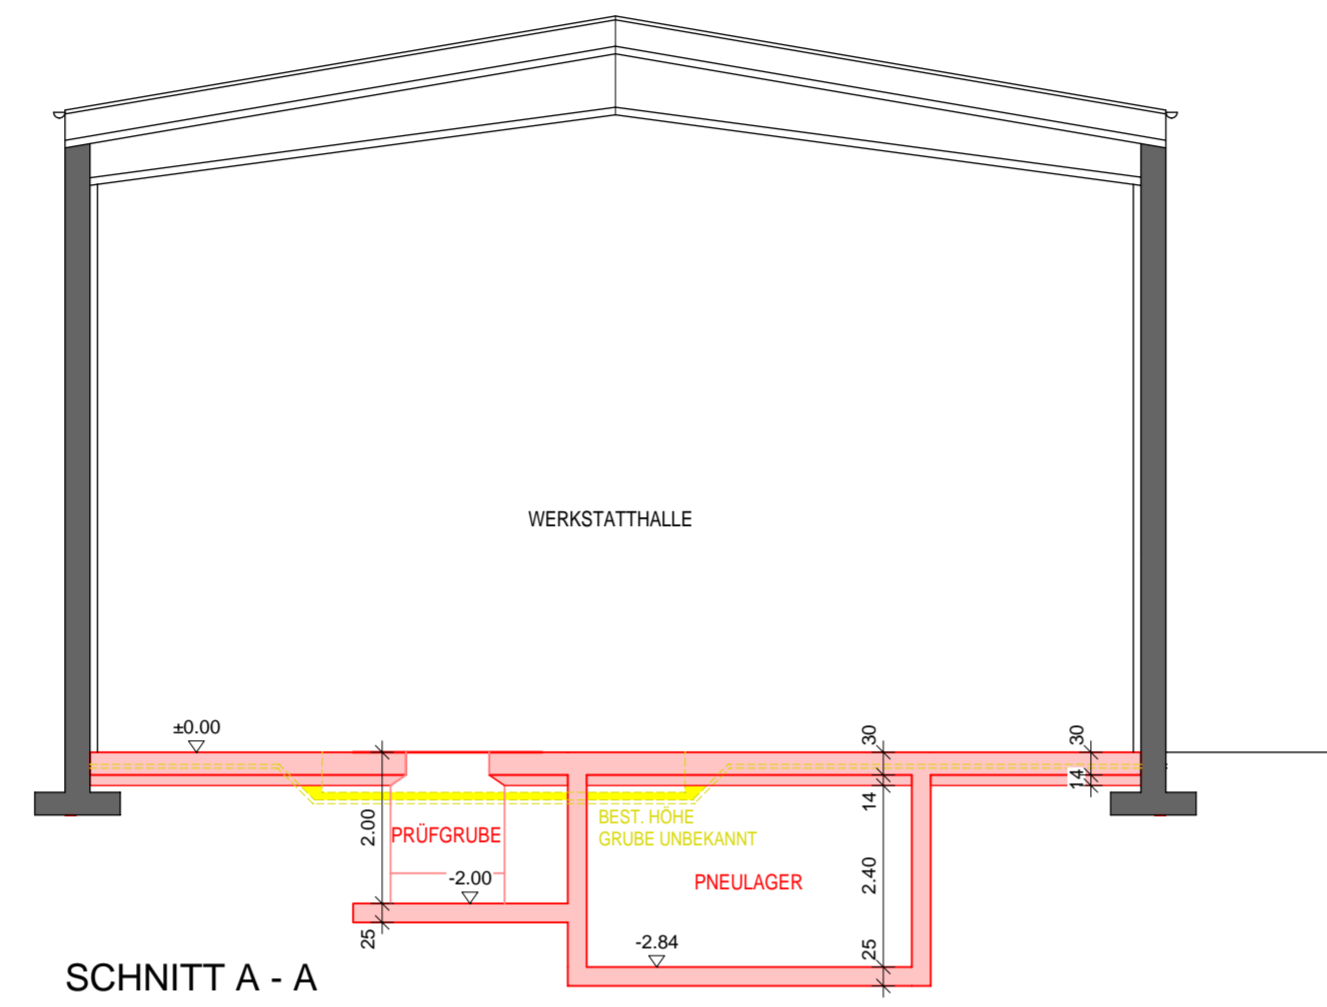 WERKSTATTHALLE
±0.00
30
30
14
14
2.00
BEST. HÖHE
GRUBE UNBEKANNT
PRÜFGRUBE
-2.00
PNEULAGER
2.40
25
-2.84
25
SCHNITT A - A